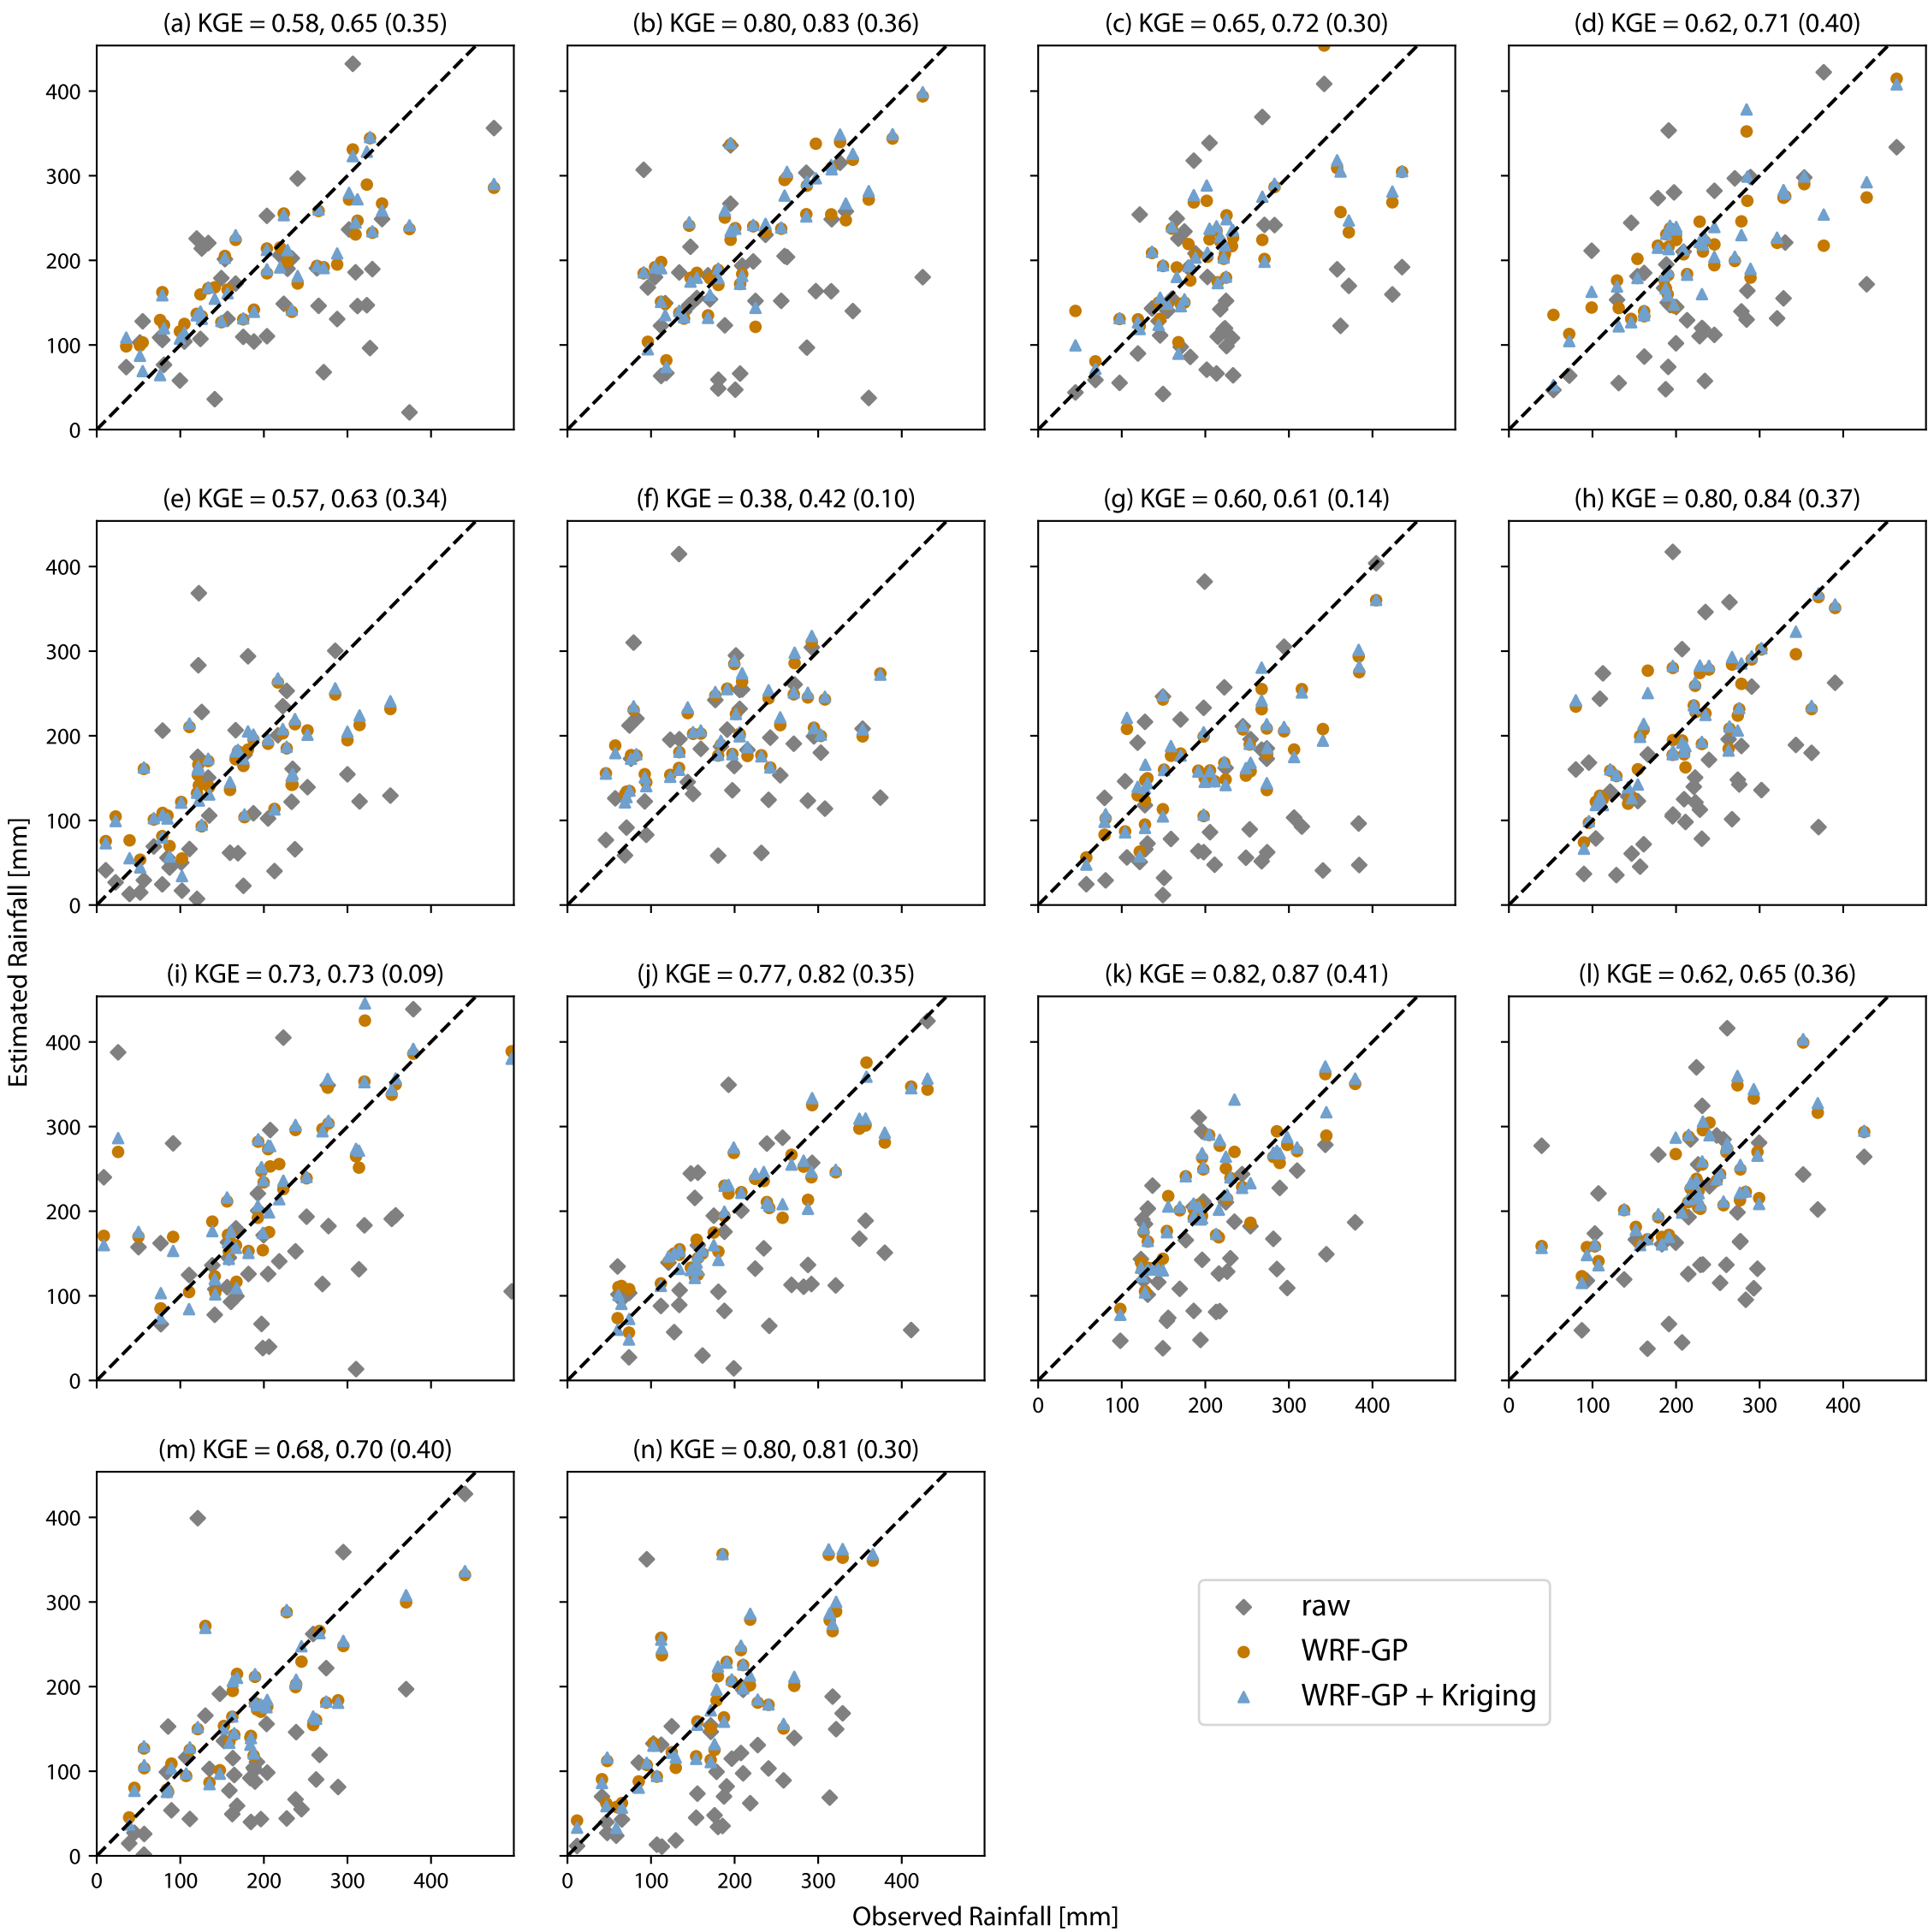 (a) KGE = 0.58, 0.65 (0.35)
(b) KGE = 0.80, 0.83 (0.36)
(c) KGE = 0.65, 0.72 (0.30)
(d) KGE = 0.62, 0.71 (0.40)
400
300
200
100
0
(e) KGE = 0.57, 0.63 (0.34)
(f) KGE = 0.38, 0.42 (0.10)
(g) KGE = 0.60, 0.61 (0.14)
(h) KGE = 0.80, 0.84 (0.37)
400
300
200
100
0
Estimated Rainfall [mm]
(i) KGE = 0.73, 0.73 (0.09)
(j) KGE = 0.77, 0.82 (0.35)
(k) KGE = 0.82, 0.87 (0.41)
(l) KGE = 0.62, 0.65 (0.36)
400
300
200
100
0
0 100 200 300 400
0 100 200 300 400
(m) KGE = 0.68, 0.70 (0.40)
(n) KGE = 0.80, 0.81 (0.30)
400
300
200
100
0
0 100 200 300 400
0 100 200 300 400
raw
WRF-GP
WRF-GP + Kriging
Observed Rainfall [mm]